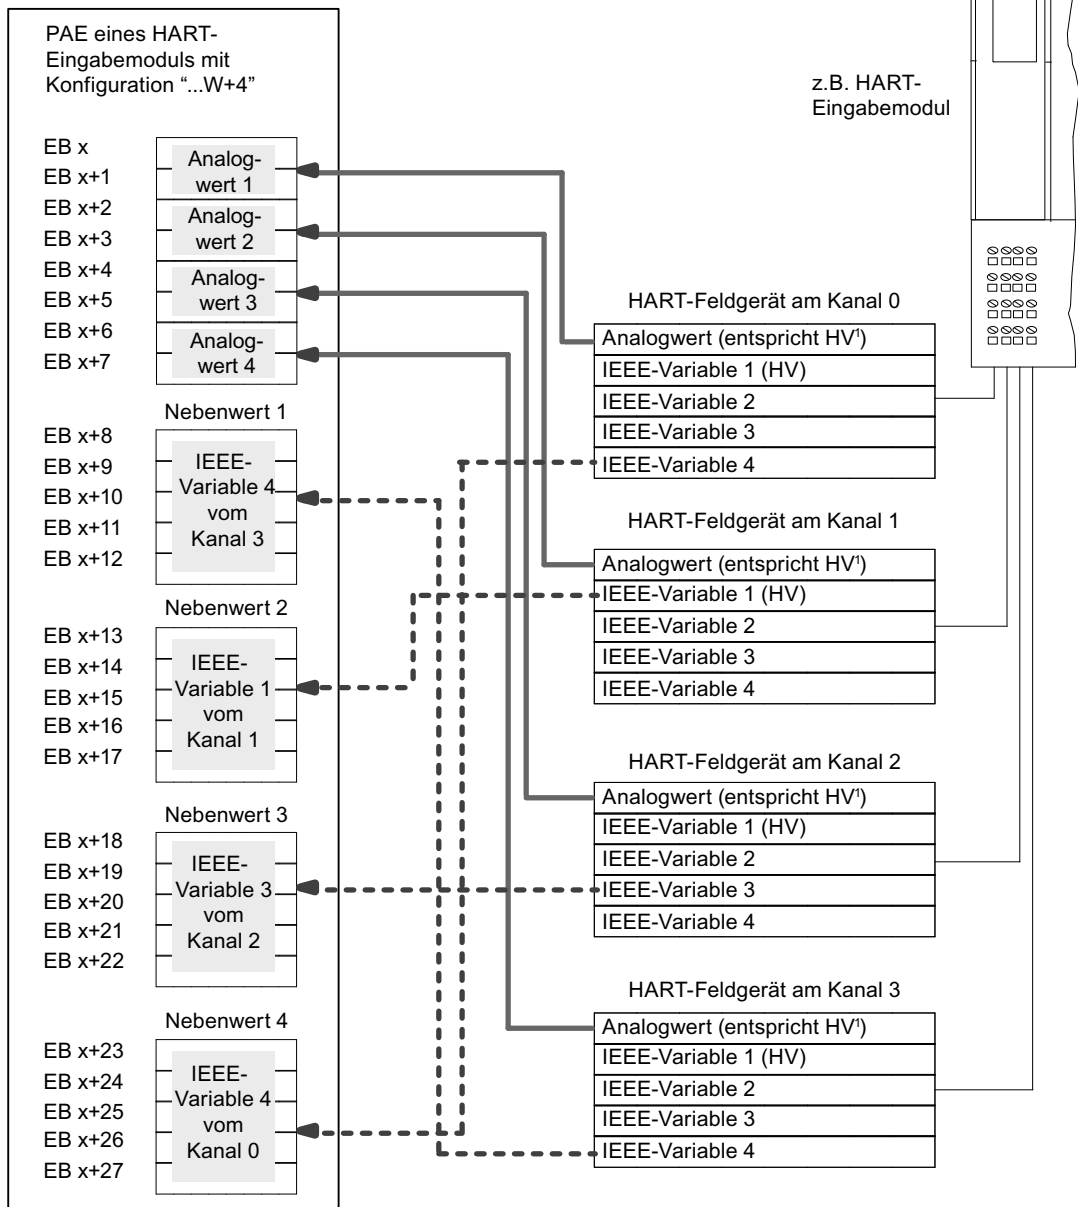 PAE eines HART-
Eingabemoduls mit
Konfiguration “...W+4”
z.B. HART-
Eingabemodul
EB x
EB x+1
EB x+2
EB x+3
EB x+4
EB x+5
EB x+6
EB x+7
Analog-
wert 1
Analog-
wert 2
Analog-
wert 3
Analog-
wert 4
Nebenwert 1
EB x+8
EB x+9
EB x+10
EB x+11
EB x+12
IEEE-
Variable 4
vom
Kanal 3
Nebenwert 2
EB x+13
EB x+14
EB x+15
EB x+16
EB x+17
IEEE-
Variable 1
vom
Kanal 1
Nebenwert 3
EB x+18
EB x+19
EB x+20
EB x+21
EB x+22
IEEE-
Variable 3
vom
Kanal 2
Nebenwert 4
EB x+23
EB x+24
EB x+25
EB x+26
EB x+27
IEEE-
Variable 4
vom
Kanal 0
HART-Feldgerät am Kanal 0
Analogwert (entspricht HV¹)
IEEE-Variable 1 (HV)
IEEE-Variable 2
IEEE-Variable 3
IEEE-Variable 4
HART-Feldgerät am Kanal 1
Analogwert (entspricht HV¹)
IEEE-Variable 1 (HV)
IEEE-Variable 2
IEEE-Variable 3
IEEE-Variable 4
HART-Feldgerät am Kanal 2
Analogwert (entspricht HV¹)
IEEE-Variable 1 (HV)
IEEE-Variable 2
IEEE-Variable 3
IEEE-Variable 4
HART-Feldgerät am Kanal 3
Analogwert (entspricht HV¹)
IEEE-Variable 1 (HV)
IEEE-Variable 2
IEEE-Variable 3
IEEE-Variable 4